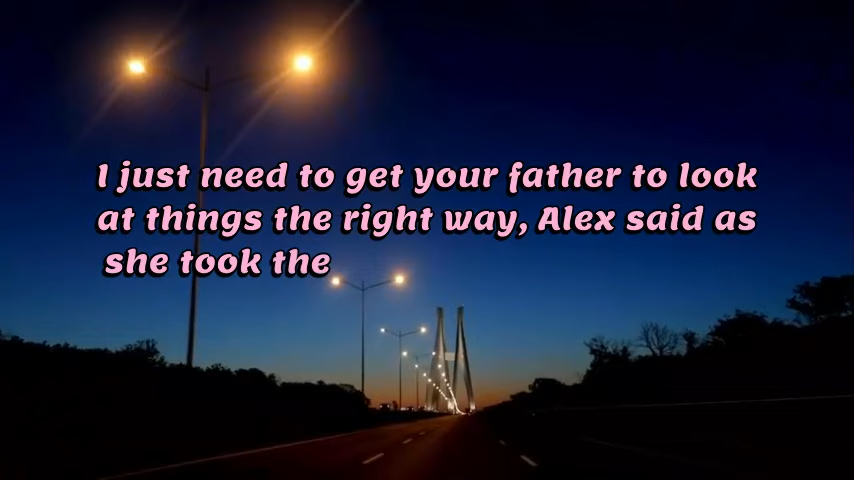 I just need to get your father to look
at things the right way, Alex said as
she took the